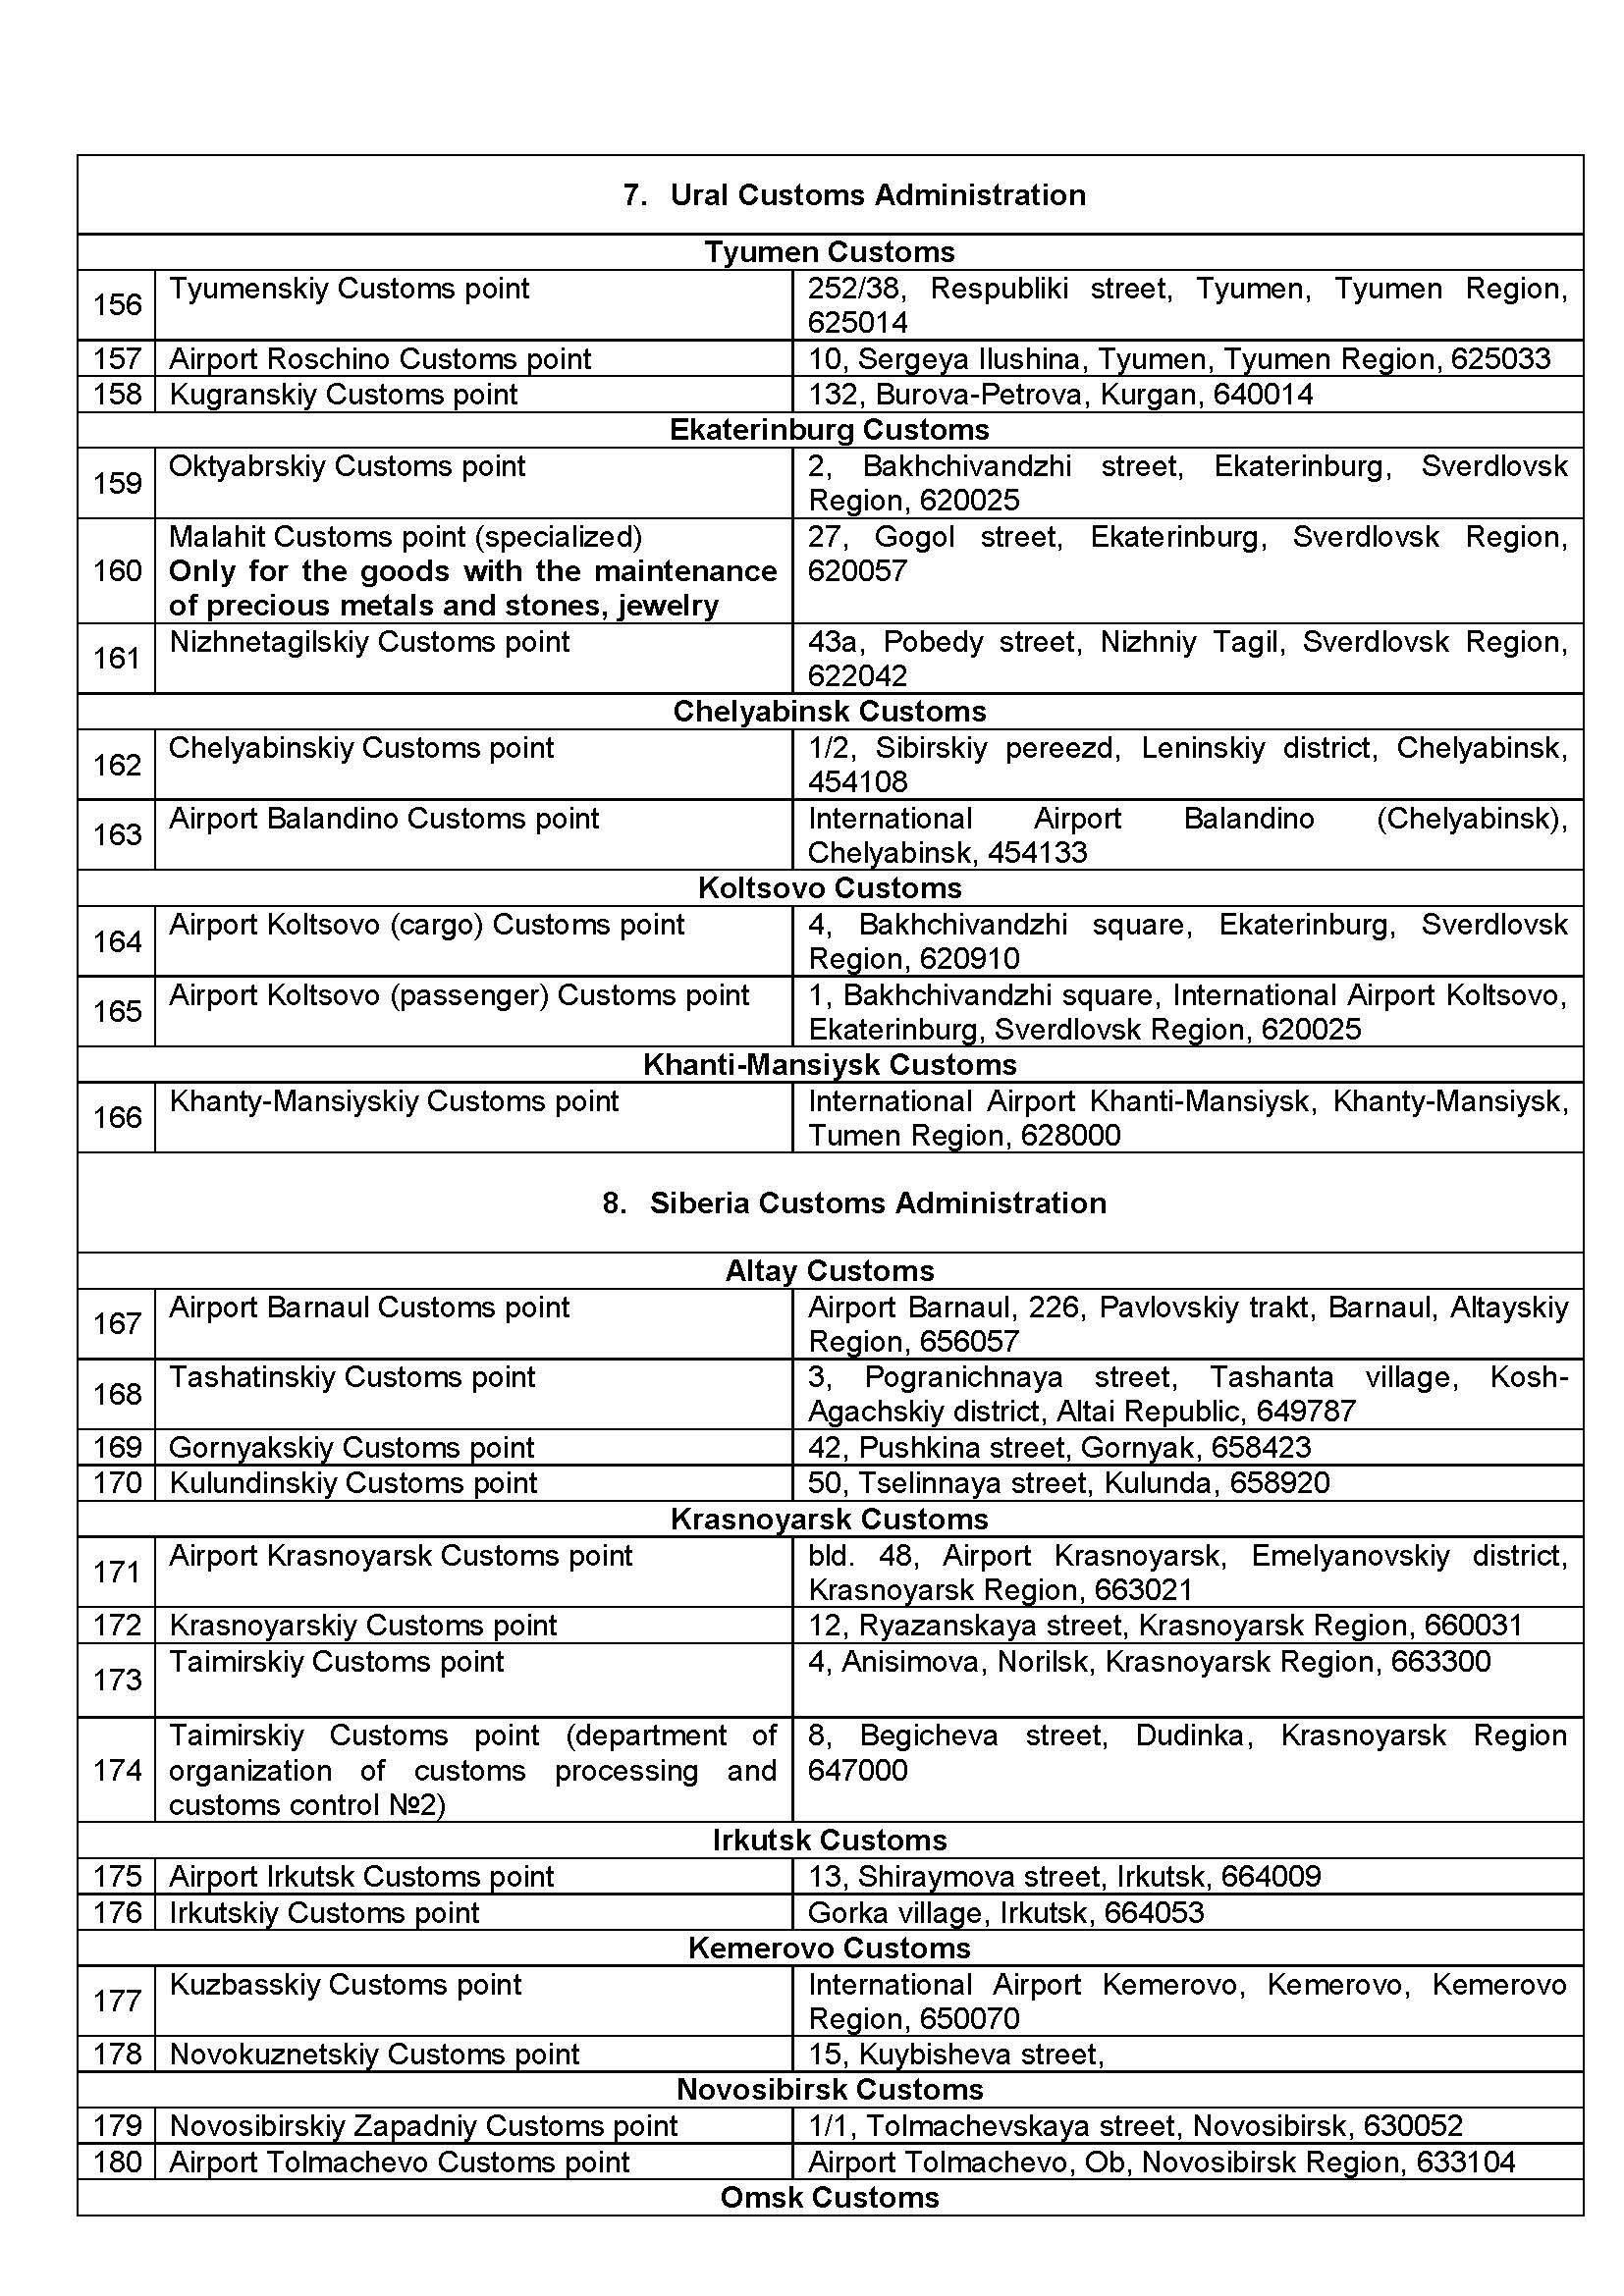 7. Ural Customs Administration
Tyumen Customs
156 Tyumenskiy Customs point 252/38, Respubliki street, Tyumen, Tyumen Region,
625014
157 Airport Roschino Customs point 10, Sergeya Ilushina, Tyumen, Tyumen Region, 625033
158 Kugranskiy Customs point 132, Burova-Petrova, Kurgan, 640014
Ekaterinburg Customs
159 Oktyabrskiy Customs point 2, Bakhchivandzhi street, Ekaterinburg, Sverdlovsk
Region, 620025
160 Malahit Customs point (specialized)
Only for the goods with the maintenance
of precious metals and stones, jewelry
27, Gogol street, Ekaterinburg, Sverdlovsk Region,
620057
161 Nizhnetagilskiy Customs point 43a, Pobedy street, Nizhniy Tagil, Sverdlovsk Region,
622042
Chelyabinsk Customs
162 Chelyabinskiy Customs point 1/2, Sibirskiy pereezd, Leninskiy district, Chelyabinsk,
454108
163 Airport Balandino Customs point International Airport Balandino (Chelyabinsk),
Chelyabinsk, 454133
Koltsovo Customs
164 Airport Koltsovo (cargo) Customs point 4, Bakhchivandzhi square, Ekaterinburg, Sverdlovsk
Region, 620910
165 Airport Koltsovo (passenger) Customs point 1, Bakhchivandzhi square, International Airport Koltsovo,
Ekaterinburg, Sverdlovsk Region, 620025
Khanti-Mansiysk Customs
166 Khanty-Mansiyskiy Customs point International Airport Khanti-Mansiysk, Khanty-Mansiysk,
Tumen Region, 628000
8. Siberia Customs Administration
Altay Customs
167 Airport Barnaul Customs point Airport Barnaul, 226, Pavlovskiy trakt, Barnaul, Altayskiy
Region, 656057
168 Tashatinskiy Customs point 3, Pogranichnaya street, Tashanta village, Kosh-
Agachskiy district, Altai Republic, 649787
169 Gornyakskiy Customs point 42, Pushkina street, Gornyak, 658423
170 Kulundinskiy Customs point 50, Tselinnaya street, Kulunda, 658920
Krasnoyarsk Customs
171 Airport Krasnoyarsk Customs point bld. 48, Airport Krasnoyarsk, Emelyanovskiy district,
Krasnoyarsk Region, 663021
172 Krasnoyarskiy Customs point 12, Ryazanskaya street, Krasnoyarsk Region, 660031
173 Taimirskiy Customs point 4, Anisimova, Norilsk, Krasnoyarsk Region, 663300
174 Taimirskiy Customs point (department of
organization of customs processing and
customs control №2)
8, Begicheva street, Dudinka, Krasnoyarsk Region
647000
Irkutsk Customs
175 Airport Irkutsk Customs point 13, Shiraymova street, Irkutsk, 664009
176 Irkutskiy Customs point Gorka village, Irkutsk, 664053
Kemerovo Customs
177 Kuzbasskiy Customs point International Airport Kemerovo, Kemerovo, Kemerovo
Region, 650070
178 Novokuznetskiy Customs point 15, Kuybisheva street,
Novosibirsk Customs
179 Novosibirskiy Zapadniy Customs point 1/1, Tolmachevskaya street, Novosibirsk, 630052
180 Airport Tolmachevo Customs point Airport Tolmachevo, Ob, Novosibirsk Region, 633104
Omsk Customs